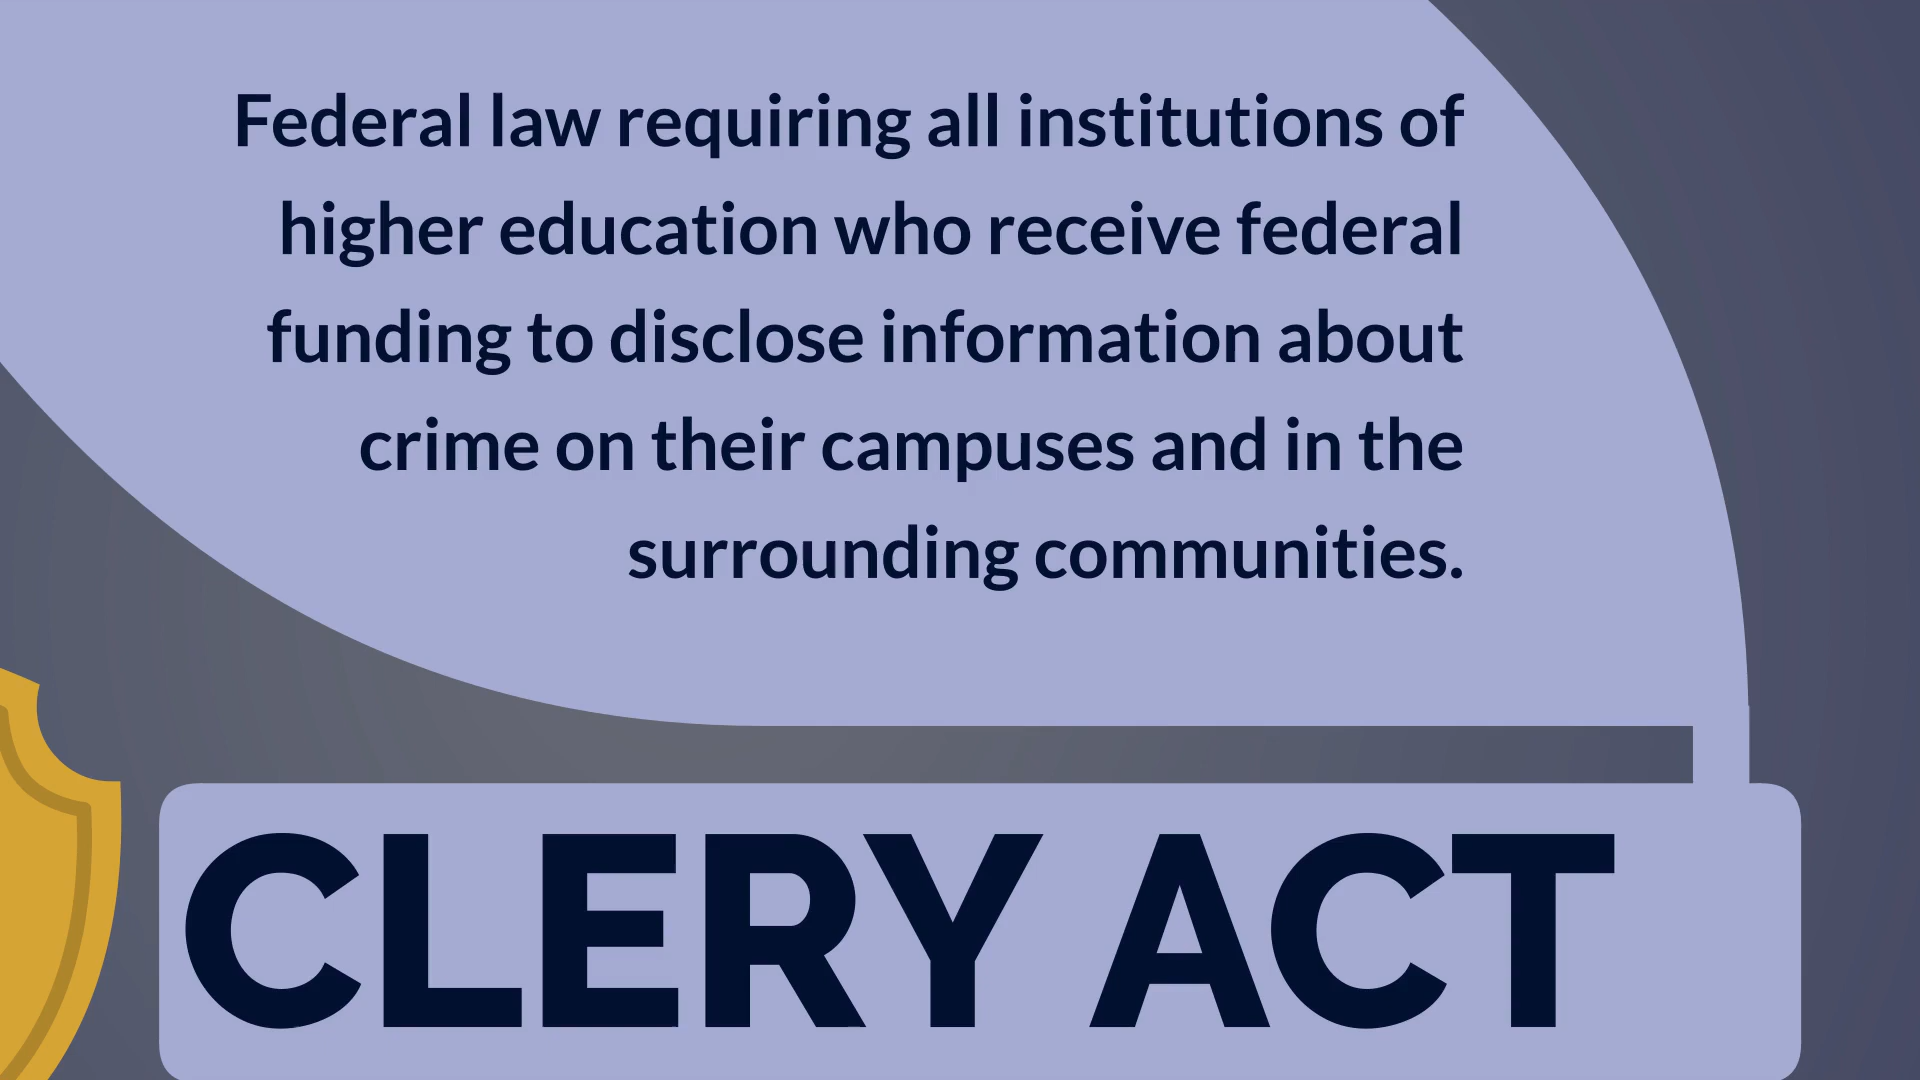 Federal law requiring all institutions of
higher education who receive federal
funding to disclose information about
crime on their campuses and in the
surrounding communities.
CLERY ACT